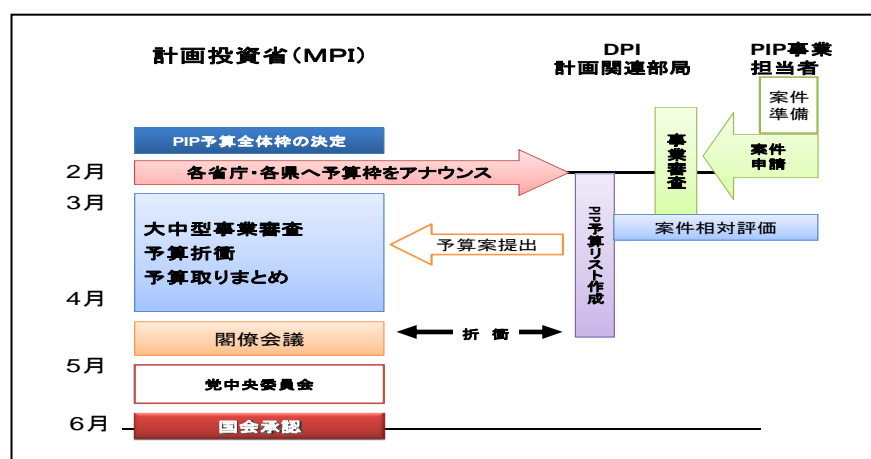 計画投資省(MPI)
DPI
計画関連部局
PIP事業
担当者
案件
準備
PIP予算全体枠の決定
事業審査
案件
申請
2月
各省庁・各県へ予算枠をアナウンス
3月
PIP予算リスト作成
案件相対評価
大中型事業審査
予算折衝
予算取りまとめ
予算案提出
4月
閣僚会議
折衝
5月
党中央委員会
6月
国会承認